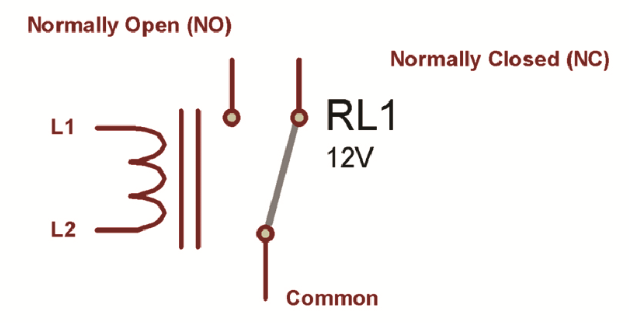 Normally Open (NO)
Normally Closed (NC)
RL1
L1
12V
L2
Common